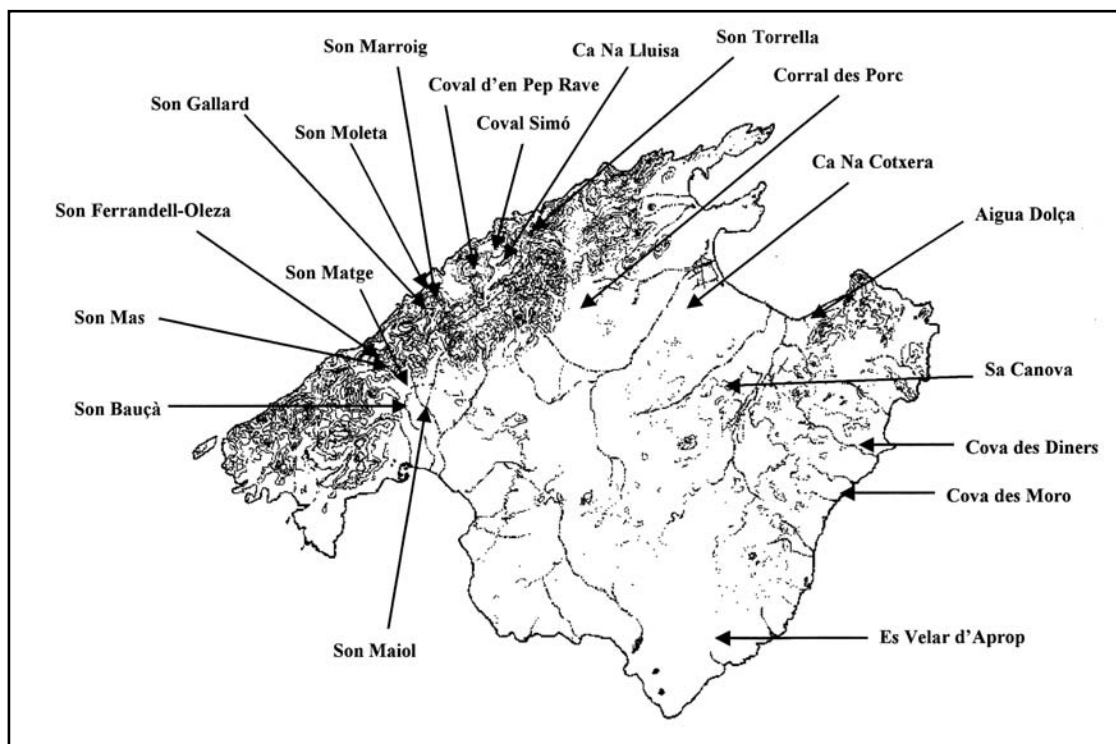 Son Marroig
Ca Na Lluisa
Son Torrella
Corral des Porc
Coval d'en Pep Rave
Son Gallard
Coval Simó
Son Moleta
Ca Na Cotxera
Son Ferrandell-Oleza
Aigua Dolça
Son Matge
Son Mas
Sa Canova
Son Bauçà
Cova des Diners
Cova des Moro
Es Velar d'Aprop
Son Maiol